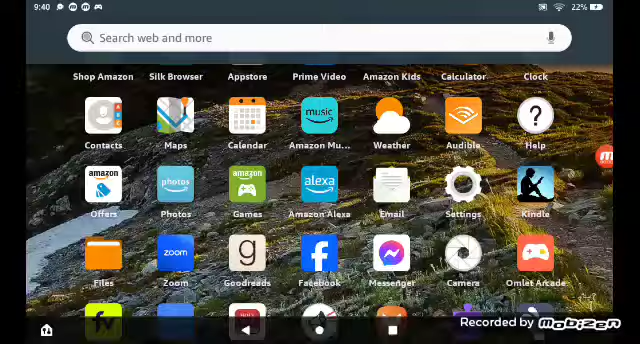 9:40
22%
Search web and more
Shop Amazon Silk Browser Appstore Prime Video Amazon Kids Calculator Clock
music
?
Contacts Maps Calendar Amazon Mu... Weather Audible Help
amazon photos amazon alexa
Offers Photos Games Amazon Alexa Email Settings Kindle
zoom g f
Files Zoom Goodreads Facebook Messenger Camera Omlet Arcade
fv
Recorded by mobizen